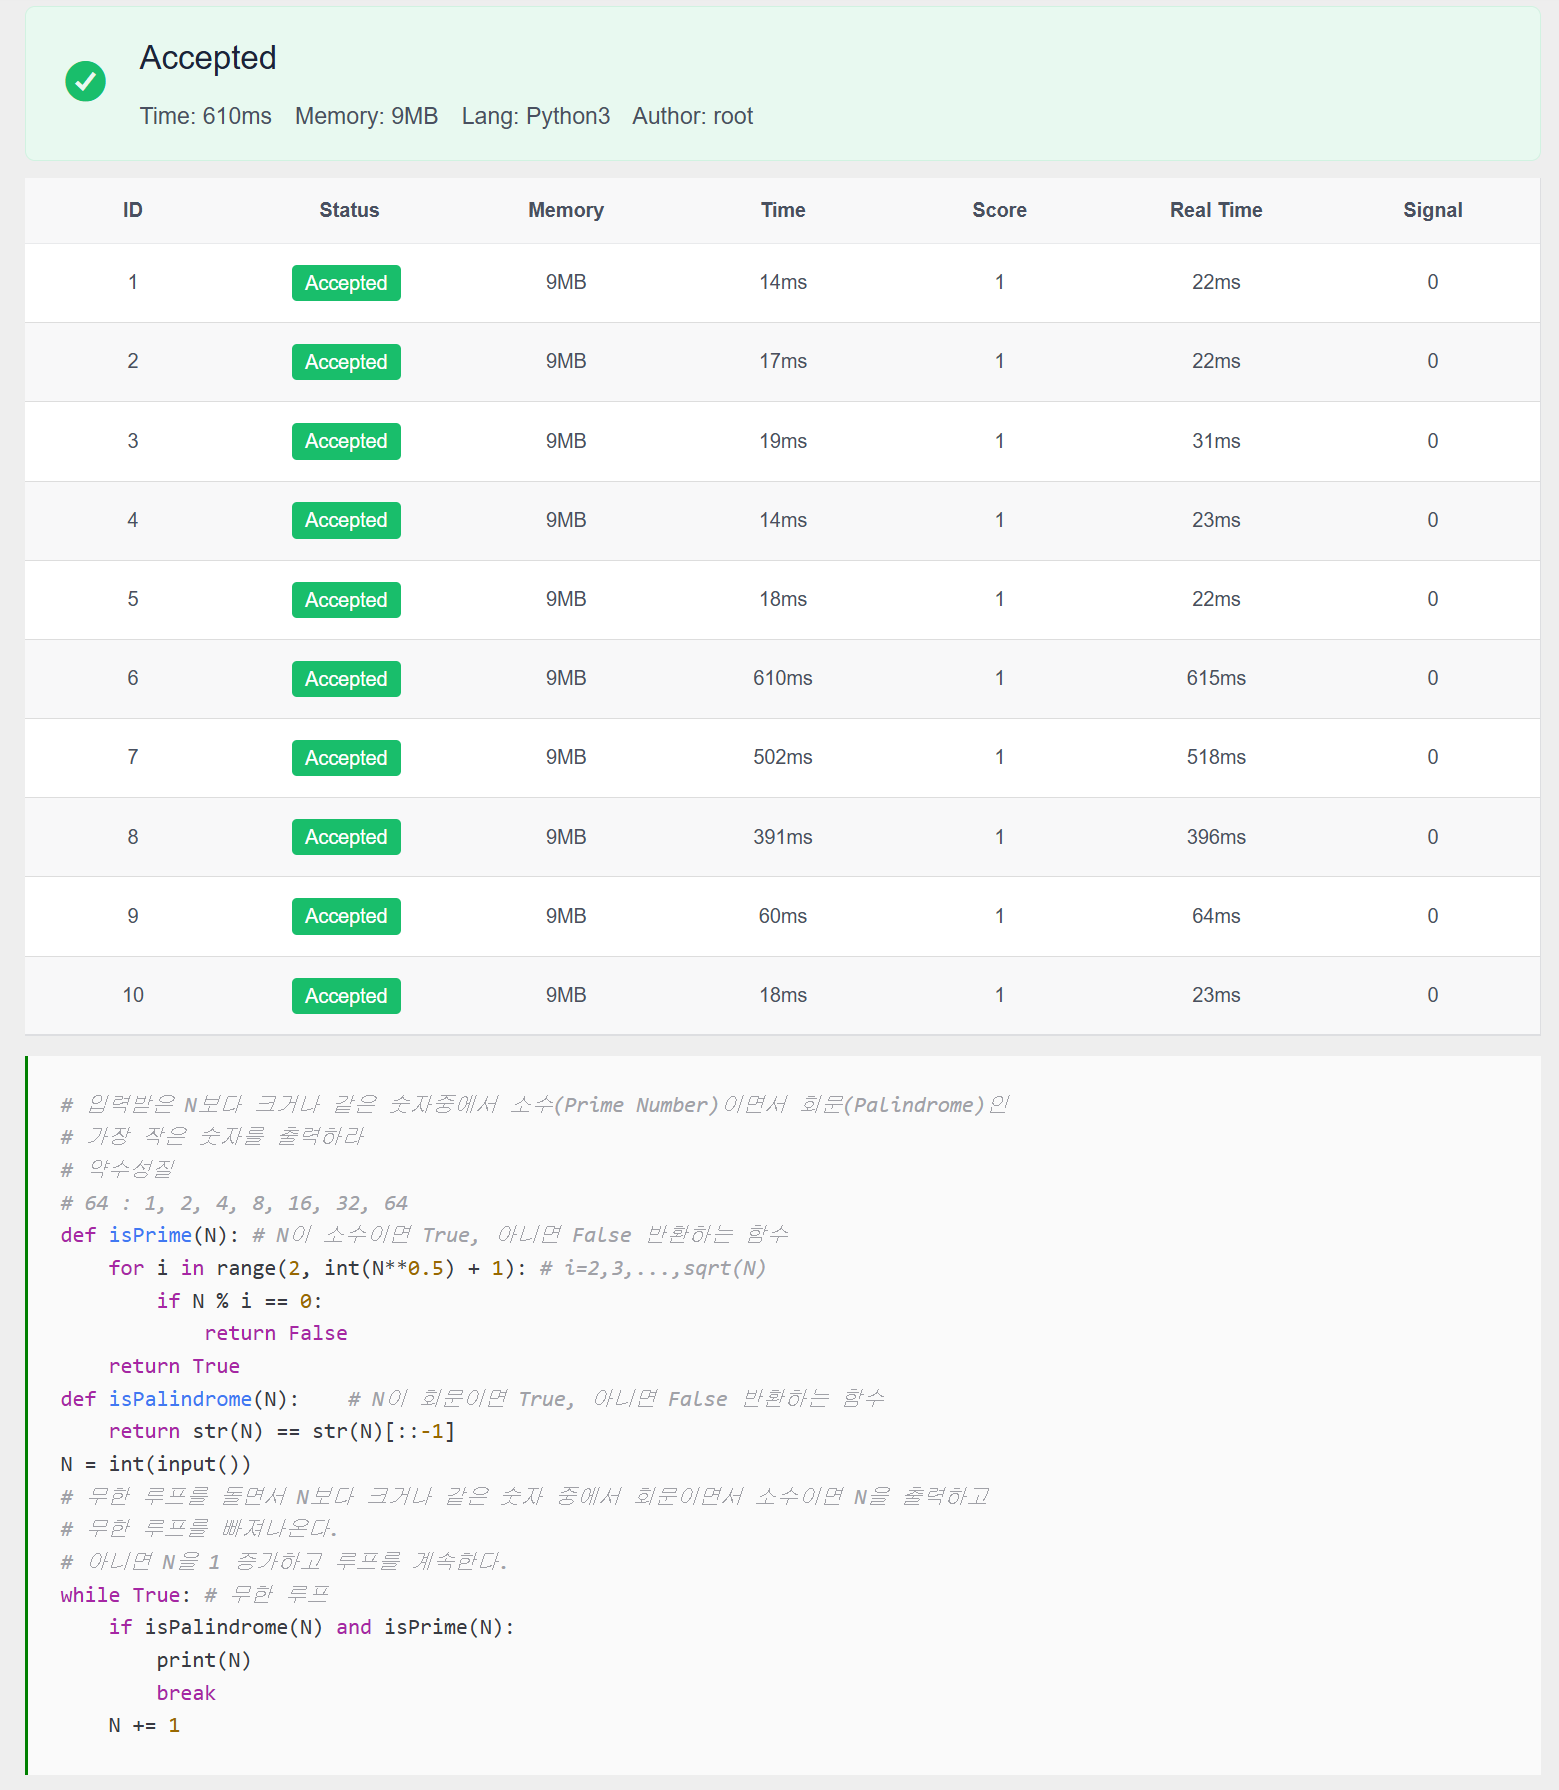 Accepted
Time: 610ms Memory: 9MB Lang: Python3 Author: root
ID Status Memory Time Score Real Time Signal
1 Accepted 9MB 14ms 1 22ms 0
2 Accepted 9MB 17ms 1 22ms 0
3 Accepted 9MB 19ms 1 31ms 0
4 Accepted 9MB 14ms 1 23ms 0
5 Accepted 9MB 18ms 1 22ms 0
6 Accepted 9MB 610ms 1 615ms 0
7 Accepted 9MB 502ms 1 518ms 0
8 Accepted 9MB 391ms 1 396ms 0
9 Accepted 9MB 60ms 1 64ms 0
10 Accepted 9MB 18ms 1 23ms 0
# 입력받은 N보다 크거나 같은 숫자중에서 소수(Prime Number)이면서 회문(Palindrome)인
# 가장 작은 숫자를 출력하라
# 약수성질
# 64 : 1, 2, 4, 8, 16, 32, 64
def isPrime(N): # N이 소수이면 True, 아니면 False 반환하는 함수
    for i in range(2, int(N**0.5) + 1): # i=2,3,...,sqrt(N)
        if N % i == 0:
            return False
    return True
def isPalindrome(N):    # N이 회문이면 True, 아니면 False 반환하는 함수
    return str(N) == str(N)[::-1]
N = int(input())
# 무한 루프를 돌면서 N보다 크거나 같은 숫자 중에서 회문이면서 소수이면 N을 출력하고
# 무한 루프를 빠져나온다.
# 아니면 N을 1 증가하고 루프를 계속한다.
while True: # 무한 루프
    if isPalindrome(N) and isPrime(N):
        print(N)
        break
    N += 1